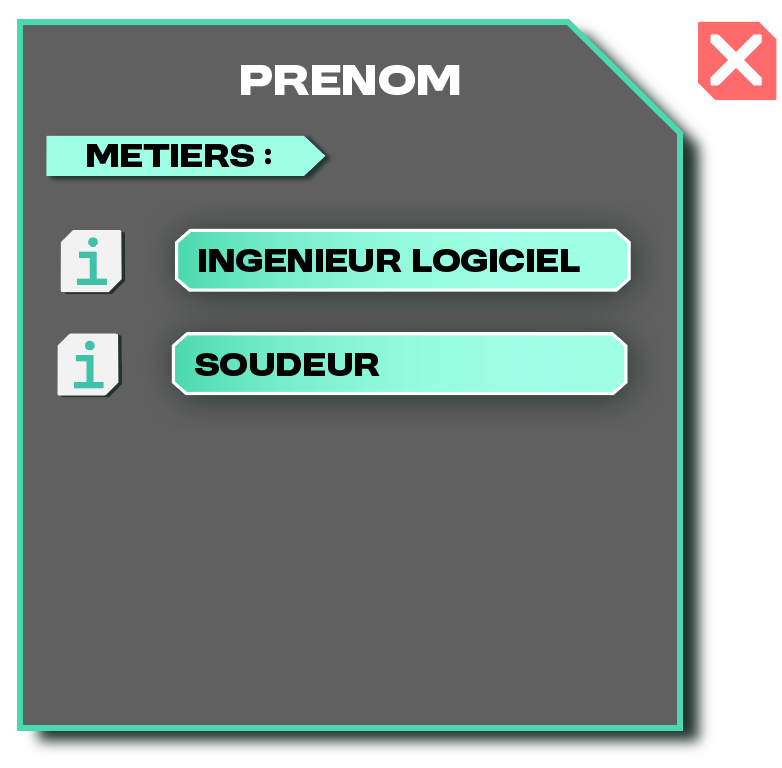 PRENOM
METIERS :
i
INGENIEUR LOGICIEL
i
SOUDEUR